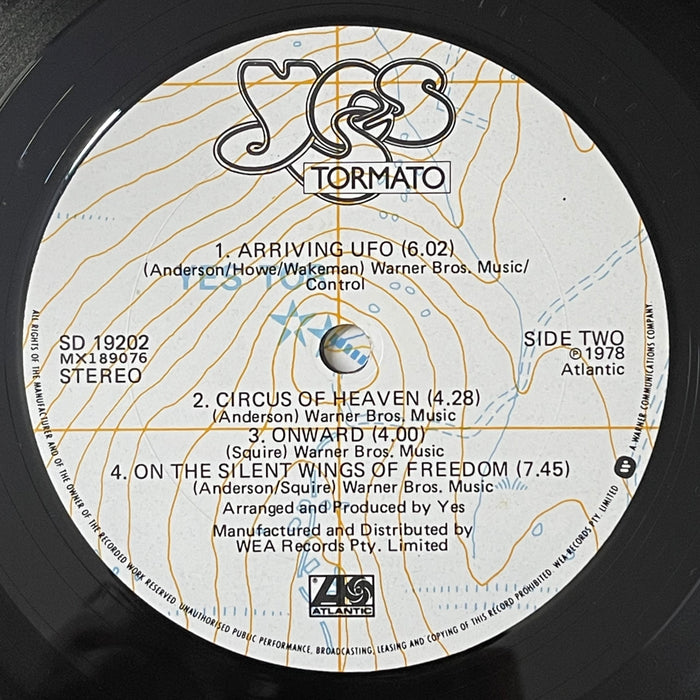 Yes
TORMATO
1. ARRIVING UFO (6.02)
(Anderson/Howe/Wakeman) Warner Bros. Music/
Control
YES TOR
SD 19202
MX189076
STEREO
SIDE TWO
℗1978
Atlantic
2. CIRCUS OF HEAVEN (4.28)
(Anderson) Warner Bros. Music
3. ONWARD (4,00)
(Squire) Warner Bros. Music
4. ON THE SILENT WINGS OF FREEDOM (7.45)
(Anderson/Squire) Warner Bros. Music
Arranged and Produced by Yes
Manufactured and Distributed by
WEA Records Pty. Limited
ATLANTIC
ALL RIGHTS OF THE MANUFACTURER AND OF THE OWNER OF THE RECORDED WORK RESERVED. UNAUTHORISED PUBLIC PERFORMANCE, BROADCASTING, LEASING AND COPYING OF THIS RECORD PROHIBITED. WEA RECORDS PTY. LIMITED A WARNER COMMUNICATIONS COMPANY.